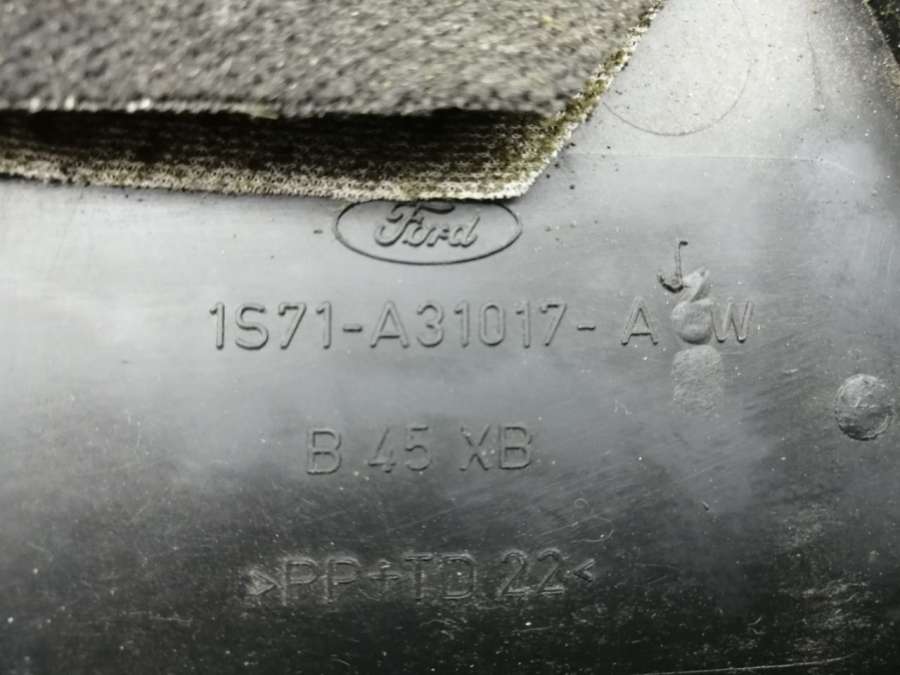 Ford
1S71-A31017-A W
B 45 XB
>PP+TD 22<